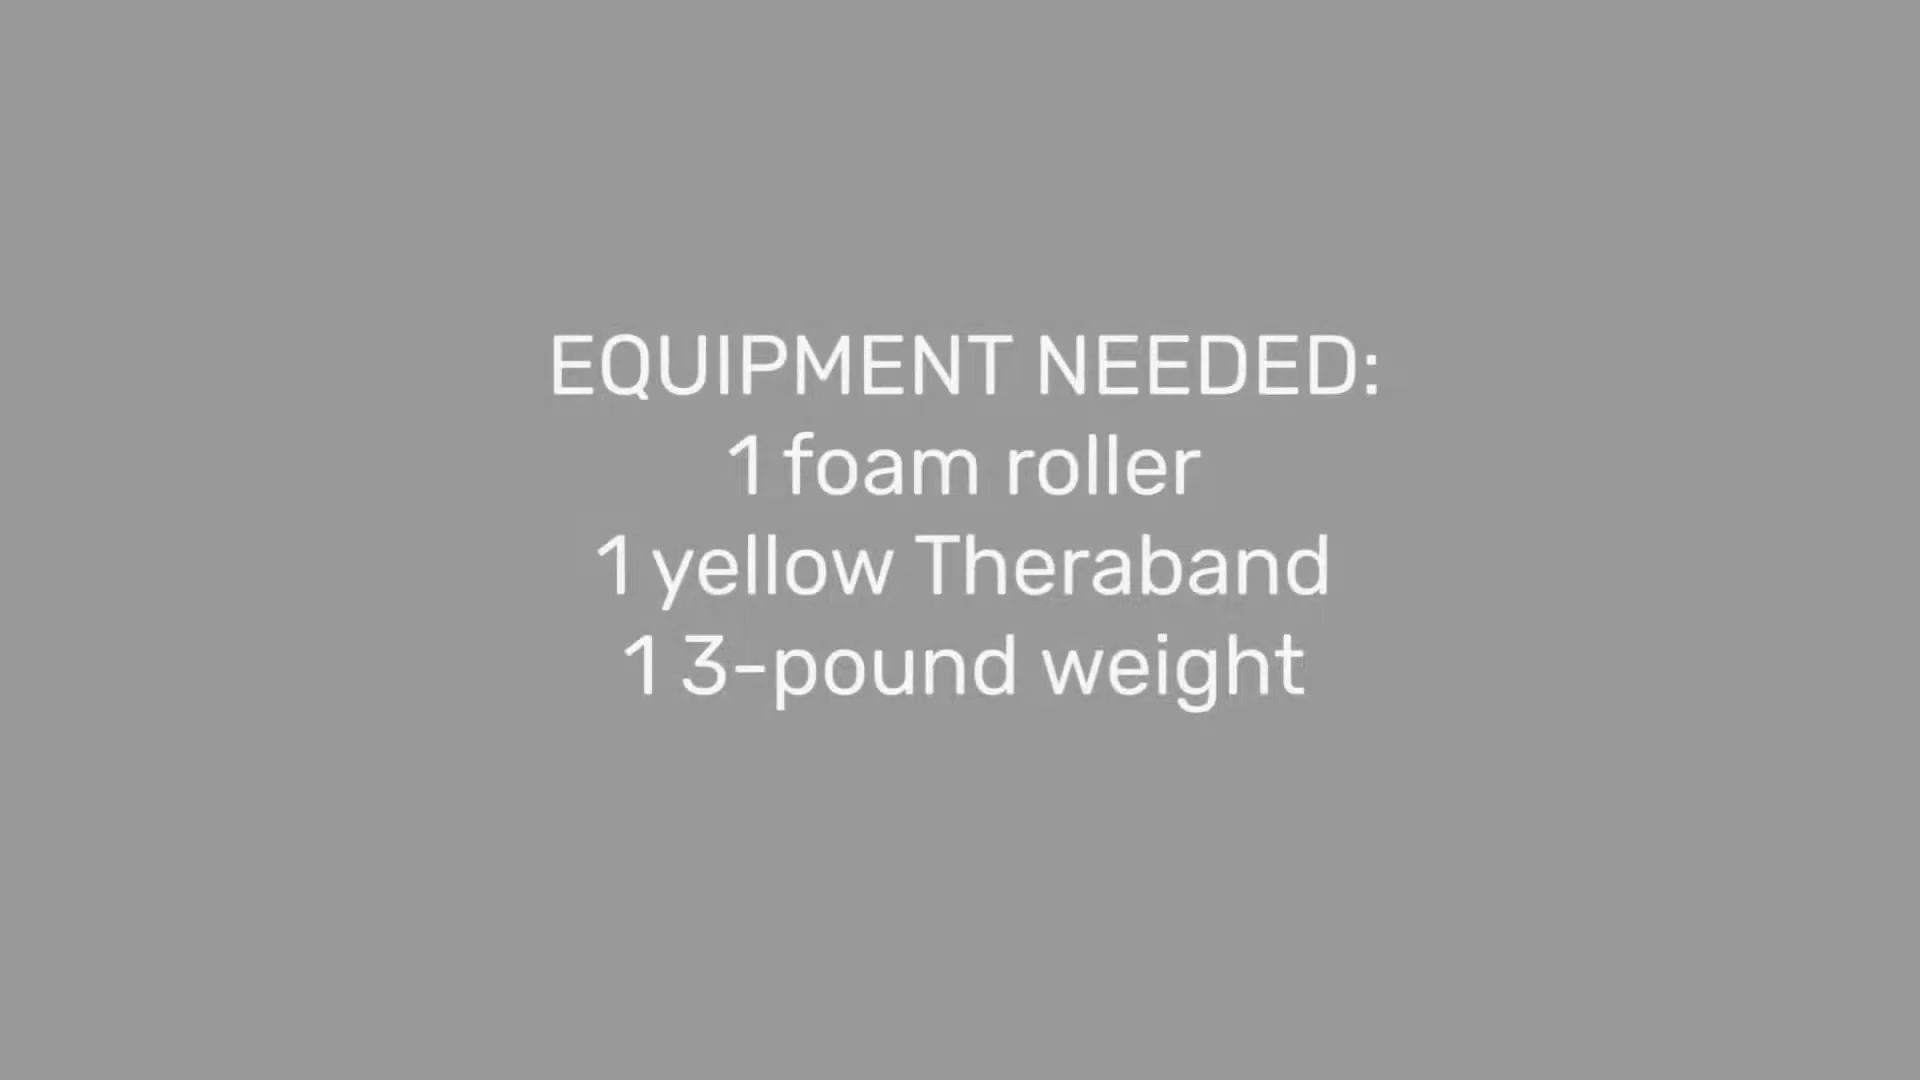 EQUIPMENT NEEDED:
1 foam roller
1 yellow Theraband
1 3-pound weight